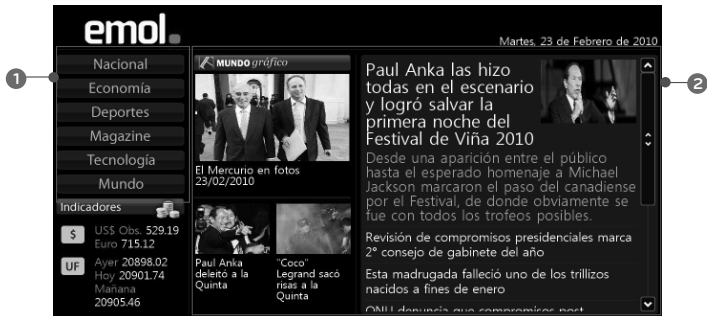 emol.
Martes, 23 de Febrero de 2010
1
Nacional
Economía
Deportes
Magazine
Tecnología
Mundo
Indicadores
$
US$ Obs. 529.19
Euro 715.12
UF
Ayer 20898.02
Hoy 20901.74
Mañana
20905.46
MUNDO gráfico
El Mercurio en fotos
23/02/2010
Paul Anka
deleitó a la
Quinta
"Coco"
Legrand sacó
risas a la
Quinta
2
Paul Anka las hizo
todas en el escenario
y logró salvar la
primera noche del
Festival de Viña 2010
Desde una aparición entre el público
hasta el esperado homenaje a Michael
Jackson marcaron el paso del canadiense
por el Festival, de donde obviamente se
fue con todos los trofeos posibles.
Revisión de compromisos presidenciales marca
2° consejo de gabinete del año
Esta madrugada falleció uno de los trillizos
nacidos a fines de enero
ONU denuncia que compromisos post